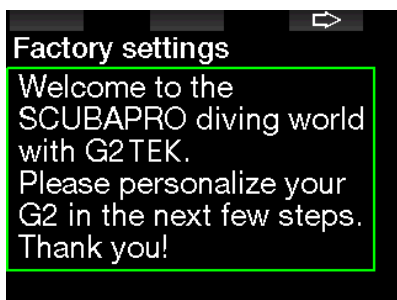 Factory settings
Welcome to the
SCUBAPRO diving world
with G2TEK.
Please personalize your
G2 in the next few steps.
Thank you!